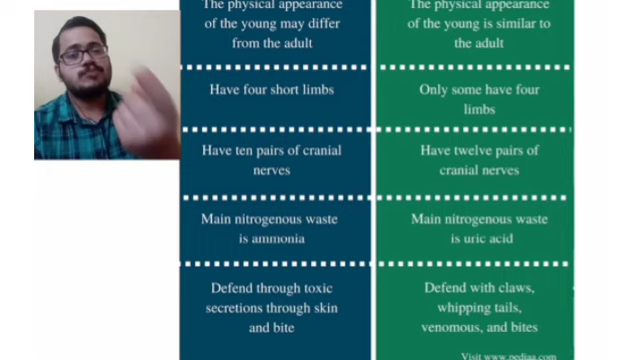 The physical appearance
of the young may differ
from the adult
The physical appearance
of the young is similar to
the adult
Have four short limbs
Only some have four
limbs
Have ten pairs of cranial
nerves
Have twelve pairs of
cranial nerves
Main nitrogenous waste
is ammonia
Main nitrogenous waste
is uric acid
Defend through toxic
secretions through skin
and bite
Defend with claws,
whipping tails,
venomous, and bites
Visit www.pediaa.com